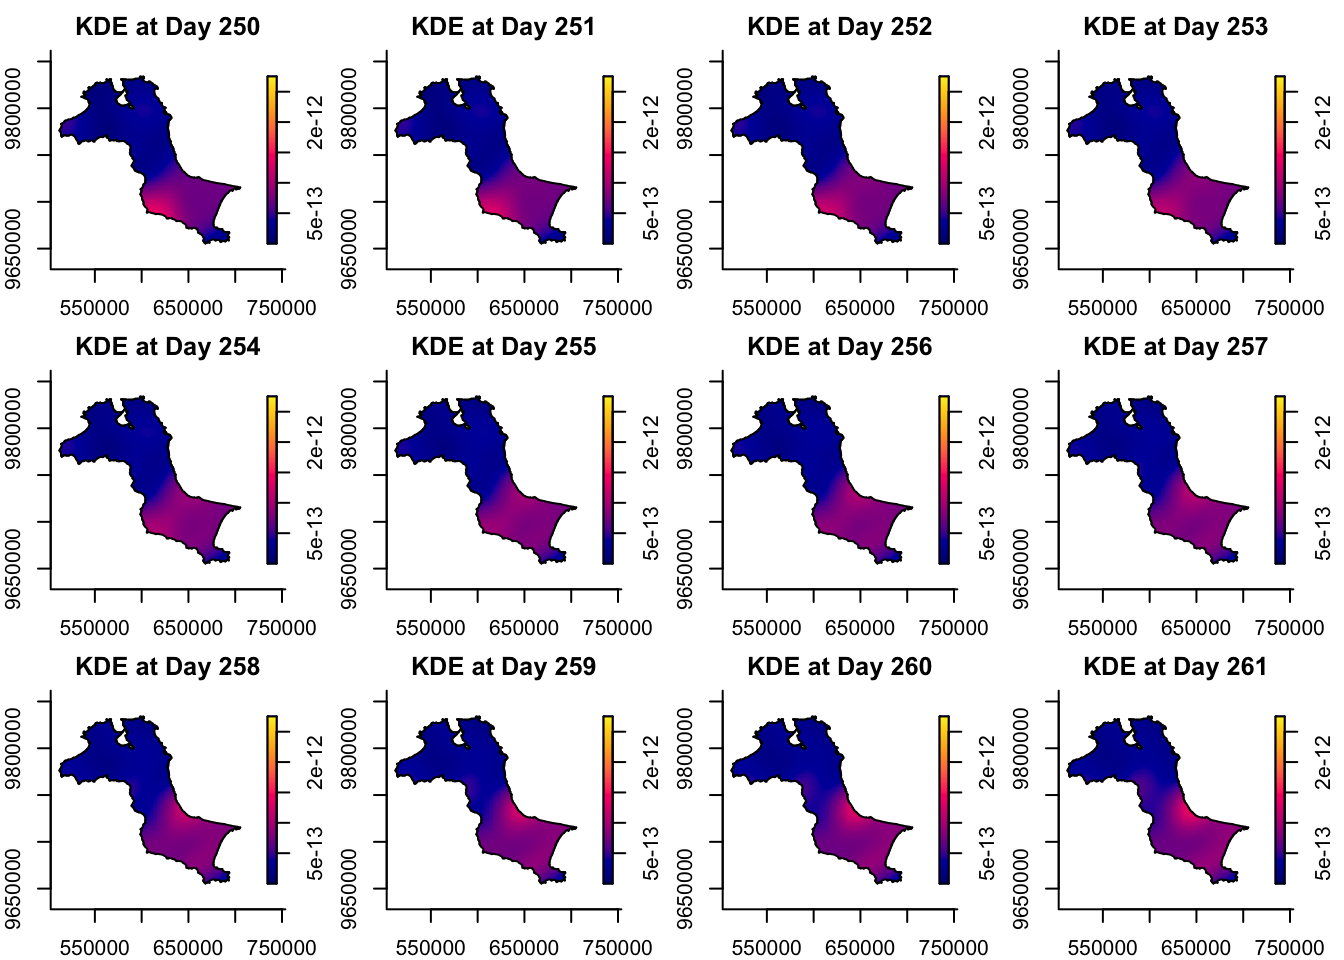 KDE at Day 250
9800000
9650000
2e-12
5e-13
550000 650000 750000
KDE at Day 251
9800000
9650000
2e-12
5e-13
550000 650000 750000
KDE at Day 252
9800000
9650000
2e-12
5e-13
550000 650000 750000
KDE at Day 253
9800000
9650000
2e-12
5e-13
550000 650000 750000
KDE at Day 254
9800000
9650000
2e-12
5e-13
550000 650000 750000
KDE at Day 255
9800000
9650000
2e-12
5e-13
550000 650000 750000
KDE at Day 256
9800000
9650000
2e-12
5e-13
550000 650000 750000
KDE at Day 257
9800000
9650000
2e-12
5e-13
550000 650000 750000
KDE at Day 258
9800000
9650000
2e-12
5e-13
550000 650000 750000
KDE at Day 259
9800000
9650000
2e-12
5e-13
550000 650000 750000
KDE at Day 260
9800000
9650000
2e-12
5e-13
550000 650000 750000
KDE at Day 261
9800000
9650000
2e-12
5e-13
550000 650000 750000